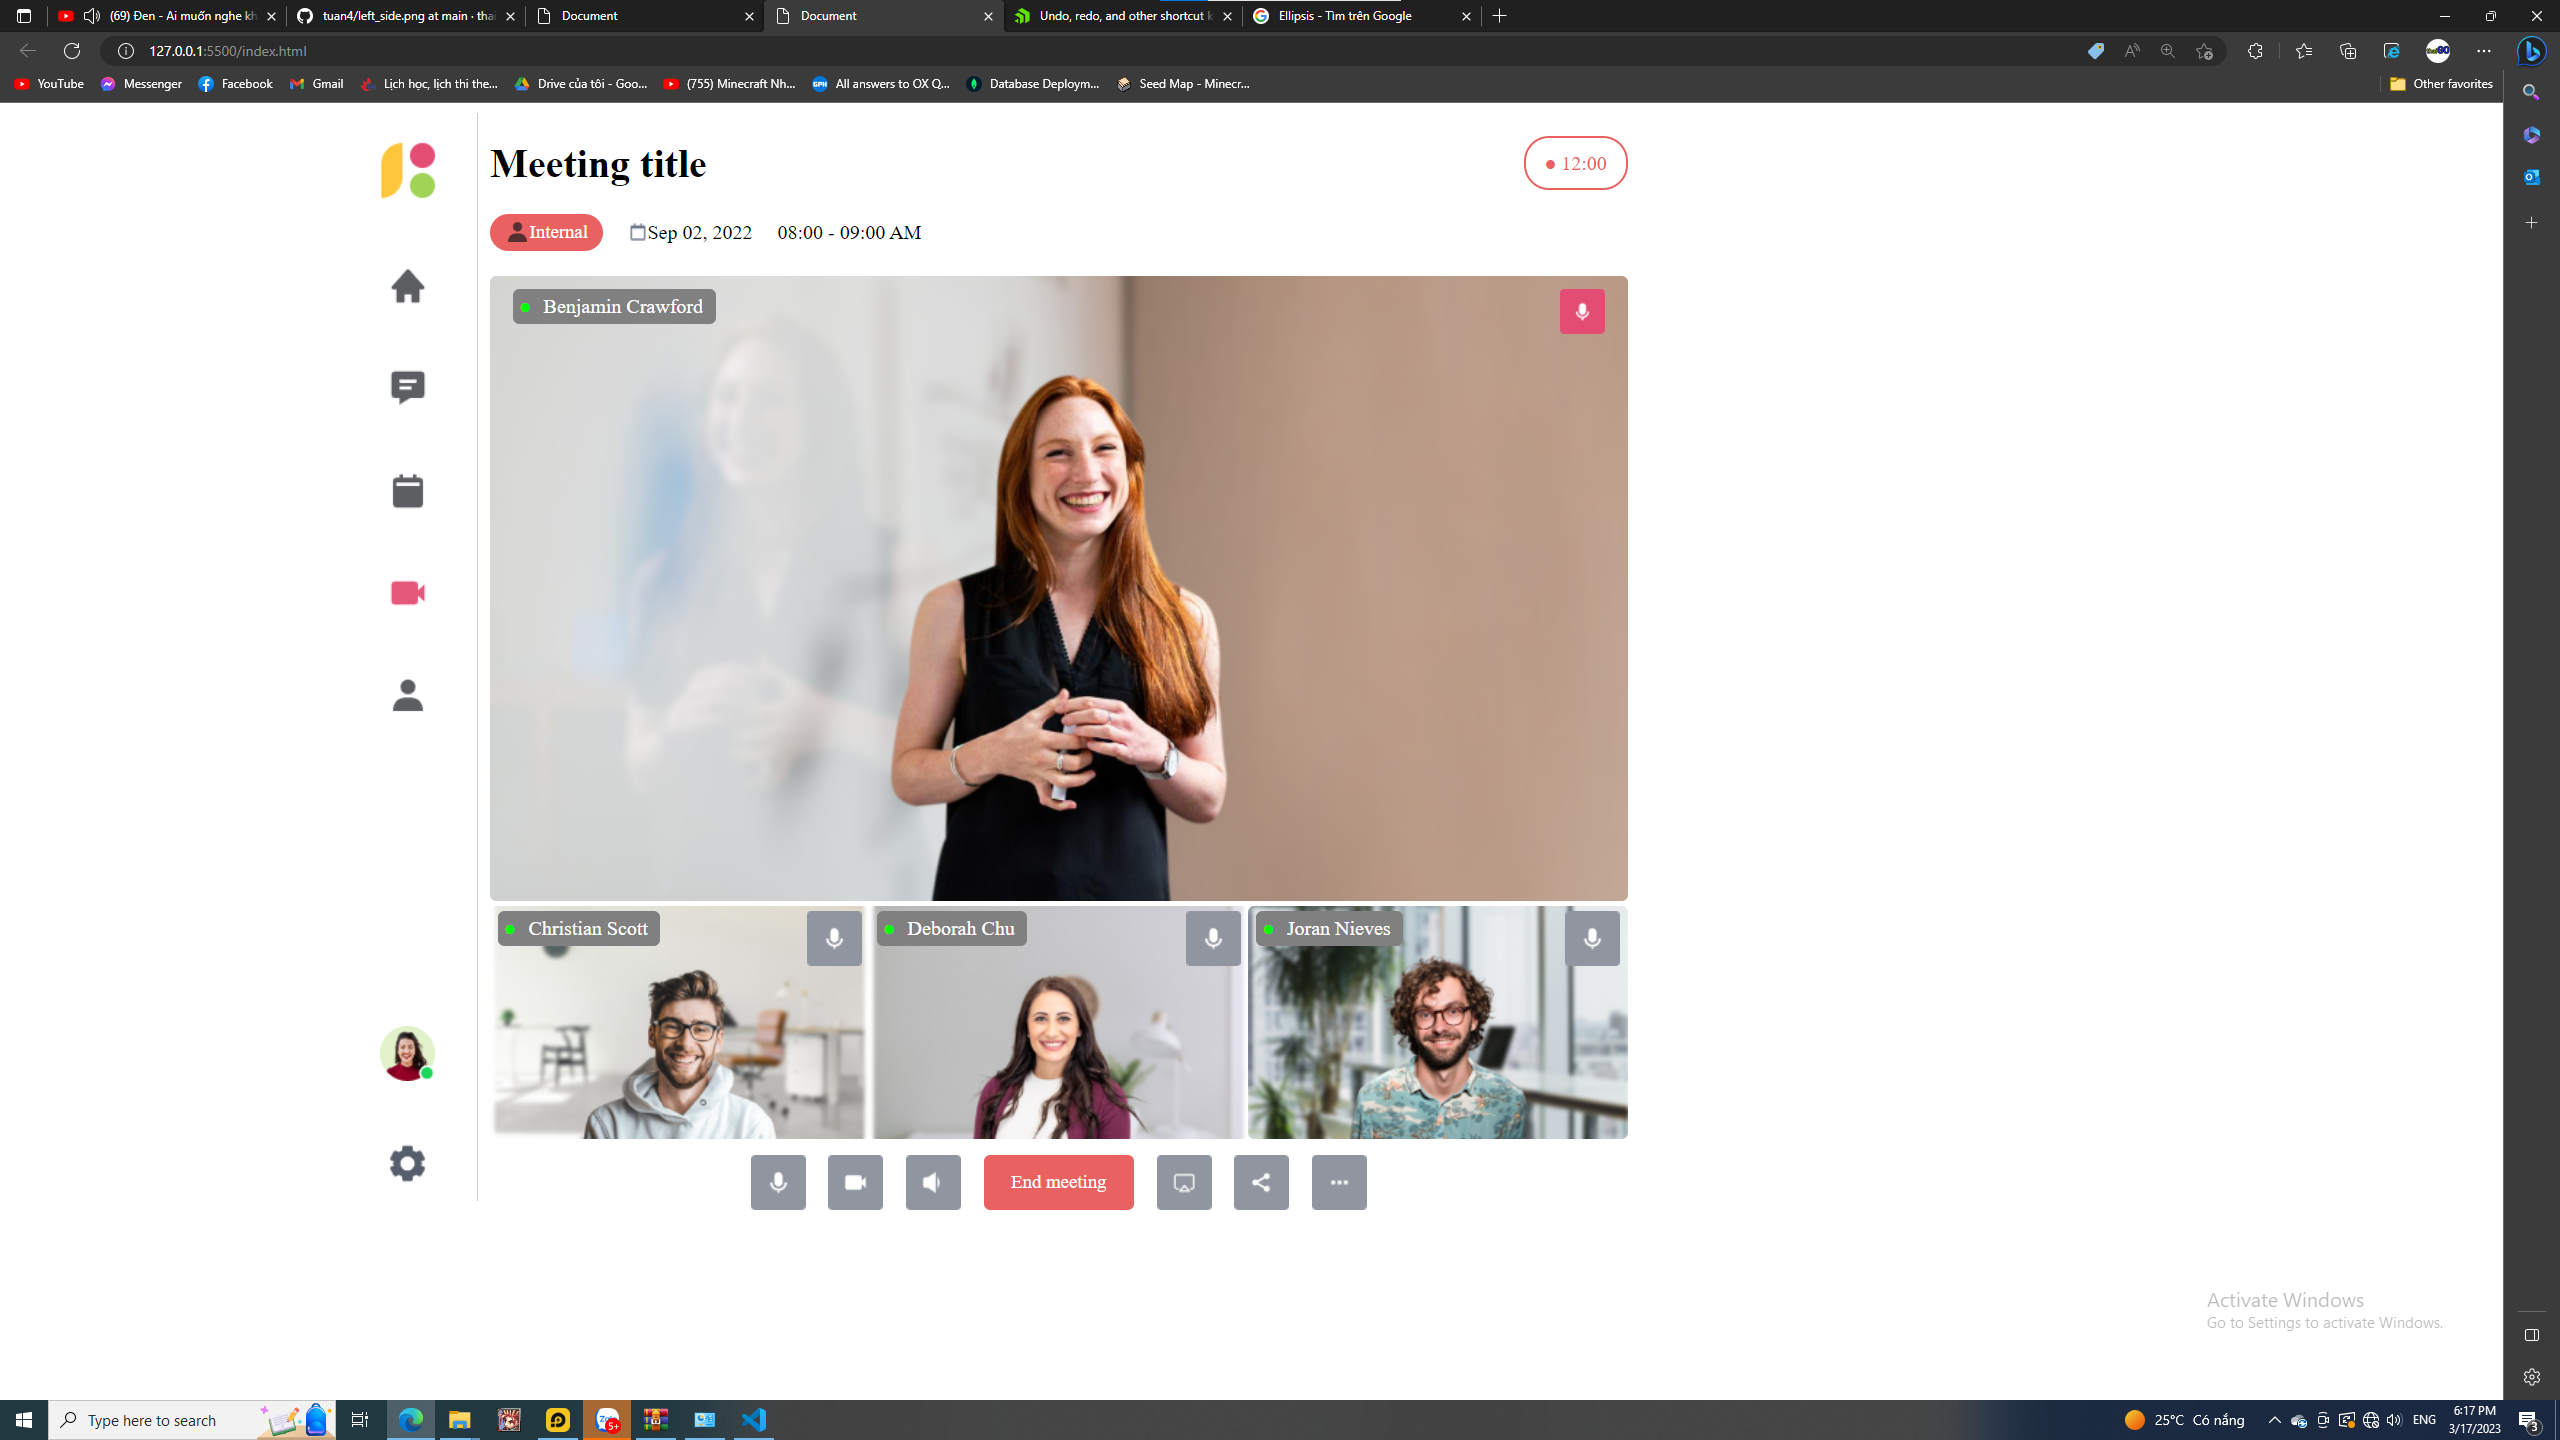 (69) Đen - Ai muốn nghe kh
tuan4/left_side.png at main · thai
Document
Document
Undo, redo, and other shortcut k
Ellipsis - Tìm trên Google
127.0.0.1:5500/index.html
YouTube
Messenger
Facebook
Gmail
Lịch học, lịch thi the...
Drive của tôi - Goo...
(755) Minecraft Nh...
All answers to OX Q...
Database Deploym...
Seed Map - Minecr...
Other favorites
Meeting title
12:00
Internal
Sep 02, 2022
08:00 - 09:00 AM
Benjamin Crawford
Christian Scott
Deborah Chu
Joran Nieves
End meeting
Activate Windows
Go to Settings to activate Windows.
Type here to search
5+
25°C Có nắng
ENG
6:17 PM
3/17/2023
3